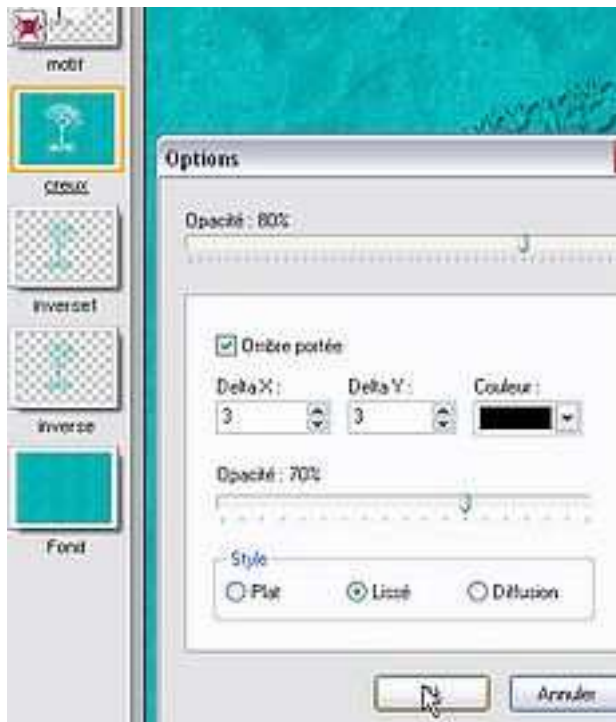 motif
creux
inverse1
inverse
Fond
Options
Opacité : 80%
Ombre portée
Delta X :
Delta Y :
Couleur :
3
3
Opacité : 70%
Style
Plat
Lissé
Diffusion
Annuler